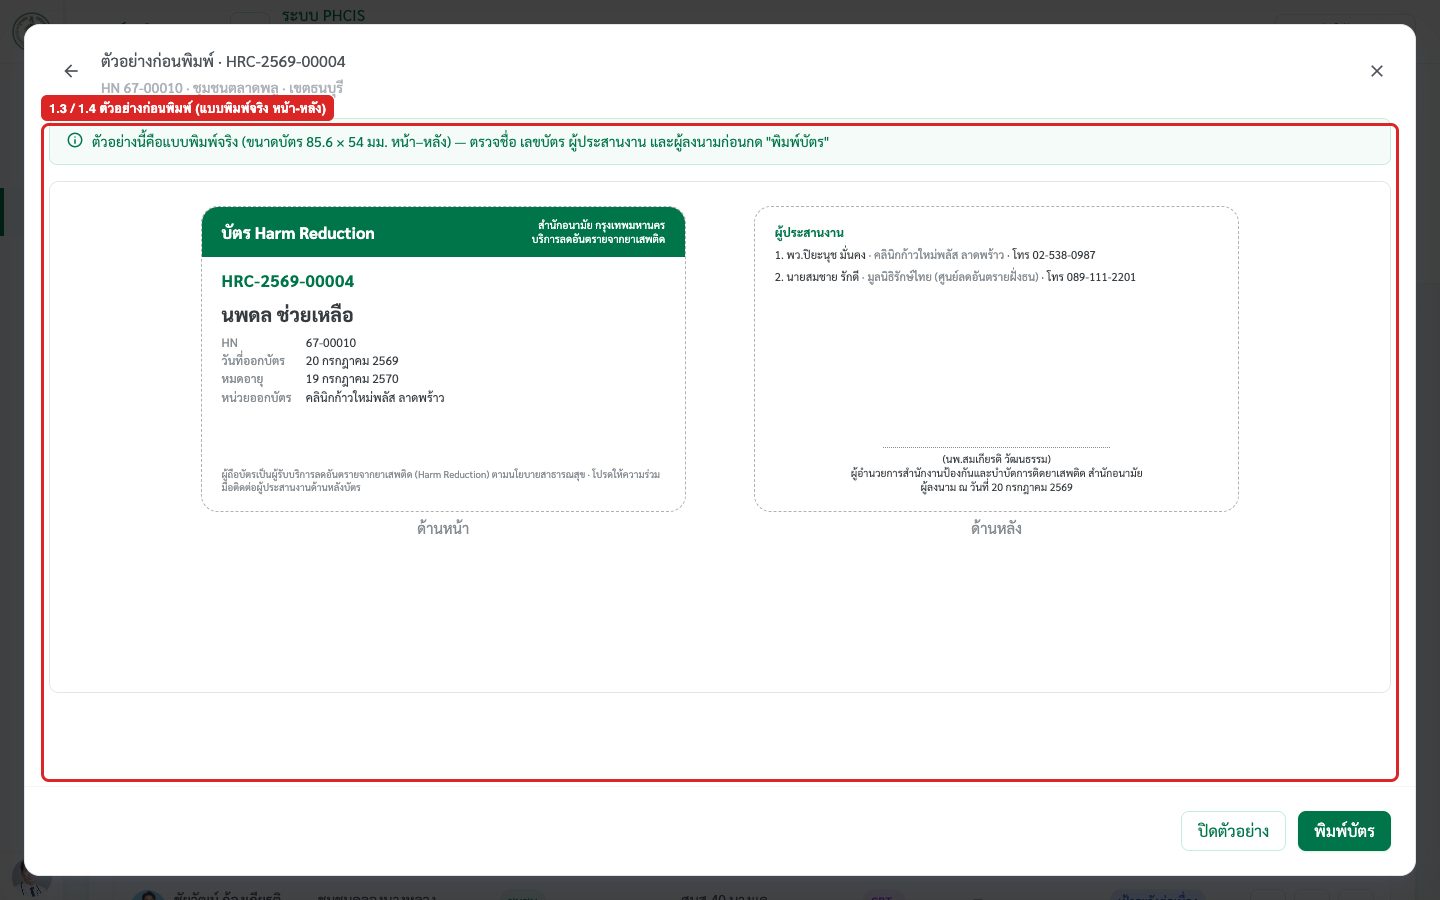 ระบบ PHCIS
ตัวอย่างก่อนพิมพ์ · HRC-2569-00004
HN 67-00010 · ชุมชนตลาดพลู · เขตธนบุรี
1.3 / 1.4 ตัวอย่างก่อนพิมพ์ (แบบพิมพ์จริง หน้า-หลัง)
ตัวอย่างนี้คือแบบพิมพ์จริง (ขนาดบัตร 85.6 × 54 มม. หน้า–หลัง) — ตรวจชื่อ เลขบัตร ผู้ประสานงาน และผู้ลงนามก่อนกด "พิมพ์บัตร"
บัตร Harm Reduction
สำนักอนามัย กรุงเทพมหานคร
บริการลดอันตรายจากยาเสพติด
HRC-2569-00004
นพดล ช่วยเหลือ
HN 67-00010
วันที่ออกบัตร 20 กรกฎาคม 2569
หมดอายุ 19 กรกฎาคม 2570
หน่วยออกบัตร คลินิกก้าวใหม่พลัส ลาดพร้าว
ผู้ถือบัตรเป็นผู้รับบริการลดอันตรายจากยาเสพติด (Harm Reduction) ตามนโยบายสาธารณสุข · โปรดให้ความร่วม
มือติดต่อผู้ประสานงานด้านหลังบัตร
ด้านหน้า
ผู้ประสานงาน
1. พว.ปิยะนุช มั่นคง · คลินิกก้าวใหม่พลัส ลาดพร้าว · โทร 02-538-0987
2. นายสมชาย รักดี · มูลนิธิรักษ์ไทย (ศูนย์ลดอันตรายฝั่งธน) · โทร 089-111-2201
(นพ.สมเกียรติ วัฒนธรรม)
ผู้อำนวยการสำนักงานป้องกันและบำบัดการติดยาเสพติด สำนักอนามัย
ผู้ลงนาม ณ วันที่ 20 กรกฎาคม 2569
ด้านหลัง
ปิดตัวอย่าง
พิมพ์บัตร